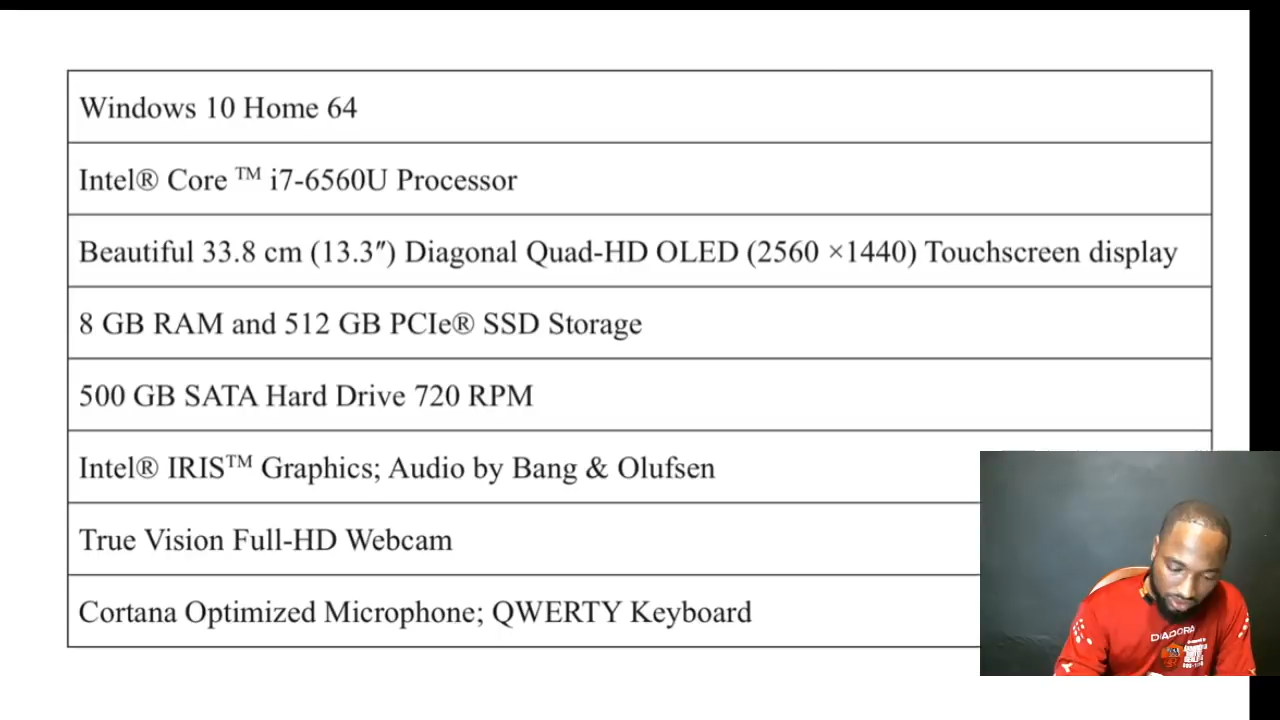 Windows 10 Home 64
Intel® Core ™ i7-6560U Processor
Beautiful 33.8 cm (13.3″) Diagonal Quad-HD OLED (2560 ×1440) Touchscreen display
8 GB RAM and 512 GB PCIe® SSD Storage
500 GB SATA Hard Drive 720 RPM
Intel® IRIS™ Graphics; Audio by Bang & Olufsen
True Vision Full-HD Webcam
Cortana Optimized Microphone; QWERTY Keyboard
DIADORA